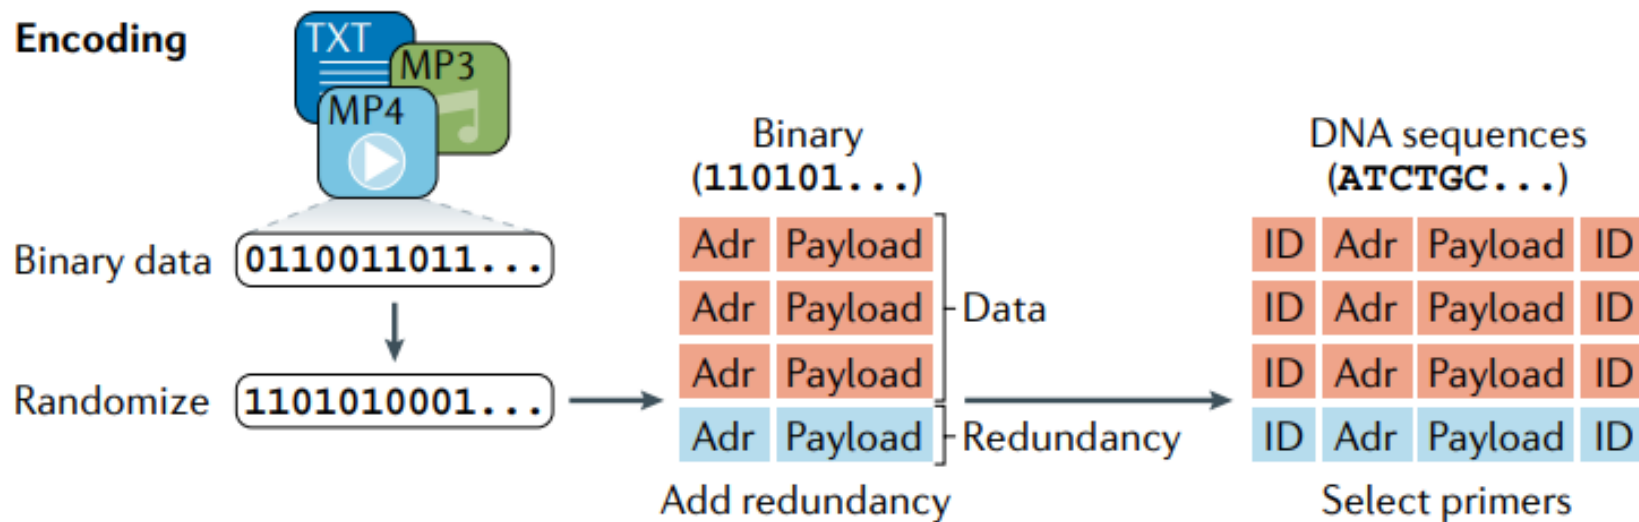 Encoding
TXT
MP3
MP4
Binary data
0110011011...
Randomize
1101010001...
Binary
(110101...)
Adr Payload
Adr Payload
Adr Payload
Data
Adr Payload
Redundancy
Add redundancy
DNA sequences
(ATCTGC...)
ID Adr Payload ID
ID Adr Payload ID
ID Adr Payload ID
ID Adr Payload ID
Select primers